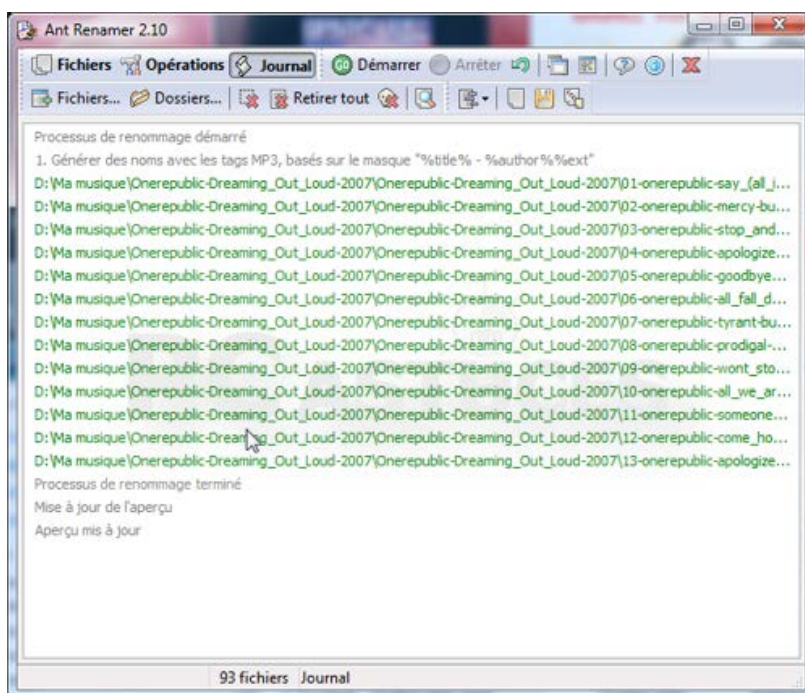 Ant Renamer 2.10
Fichiers Opérations Journal Démarrer Arrêter
Fichiers... Dossiers... Retirer tout
Processus de renommage démarré
1. Générer des noms avec les tags MP3, basés sur le masque "%title% - %author%%ext"
D:\Ma musique\Onerepublic-Dreaming_Out_Loud-2007\Onerepublic-Dreaming_Out_Loud-2007\01-onerepublic-say_(all_i...
D:\Ma musique\Onerepublic-Dreaming_Out_Loud-2007\Onerepublic-Dreaming_Out_Loud-2007\02-onerepublic-mercy-bu...
D:\Ma musique\Onerepublic-Dreaming_Out_Loud-2007\Onerepublic-Dreaming_Out_Loud-2007\03-onerepublic-stop_and...
D:\Ma musique\Onerepublic-Dreaming_Out_Loud-2007\Onerepublic-Dreaming_Out_Loud-2007\04-onerepublic-apologize...
D:\Ma musique\Onerepublic-Dreaming_Out_Loud-2007\Onerepublic-Dreaming_Out_Loud-2007\05-onerepublic-goodbye...
D:\Ma musique\Onerepublic-Dreaming_Out_Loud-2007\Onerepublic-Dreaming_Out_Loud-2007\06-onerepublic-all_fall_d...
D:\Ma musique\Onerepublic-Dreaming_Out_Loud-2007\Onerepublic-Dreaming_Out_Loud-2007\07-onerepublic-tyrant-bu...
D:\Ma musique\Onerepublic-Dreaming_Out_Loud-2007\Onerepublic-Dreaming_Out_Loud-2007\08-onerepublic-prodigal-...
D:\Ma musique\Onerepublic-Dreaming_Out_Loud-2007\Onerepublic-Dreaming_Out_Loud-2007\09-onerepublic-wont_sto...
D:\Ma musique\Onerepublic-Dreaming_Out_Loud-2007\Onerepublic-Dreaming_Out_Loud-2007\10-onerepublic-all_we_ar...
D:\Ma musique\Onerepublic-Dreaming_Out_Loud-2007\Onerepublic-Dreaming_Out_Loud-2007\11-onerepublic-someone...
D:\Ma musique\Onerepublic-Dreaming_Out_Loud-2007\Onerepublic-Dreaming_Out_Loud-2007\12-onerepublic-come_ho...
D:\Ma musique\Onerepublic-Dreaming_Out_Loud-2007\Onerepublic-Dreaming_Out_Loud-2007\13-onerepublic-apologize...
Processus de renommage terminé
Mise à jour de l'aperçu
Aperçu mis à jour
93 fichiers Journal